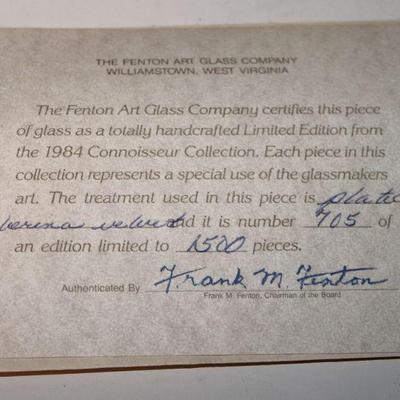 THE FENTON ART GLASS COMPANY
WILLIAMSTOWN, WEST VIRGINIA
The Fenton Art Glass Company certifies this piece
of glass as a totally handcrafted Limited Edition from
the 1984 Connoisseur Collection. Each piece in this
collection represents a special use of the glassmakers
art. The treatment used in this piece is plated
berina velvet and it is number 705 of
an edition limited to 1500 pieces.
Authenticated By Frank M. Fenton
Frank M. Fenton, Chairman of the Board